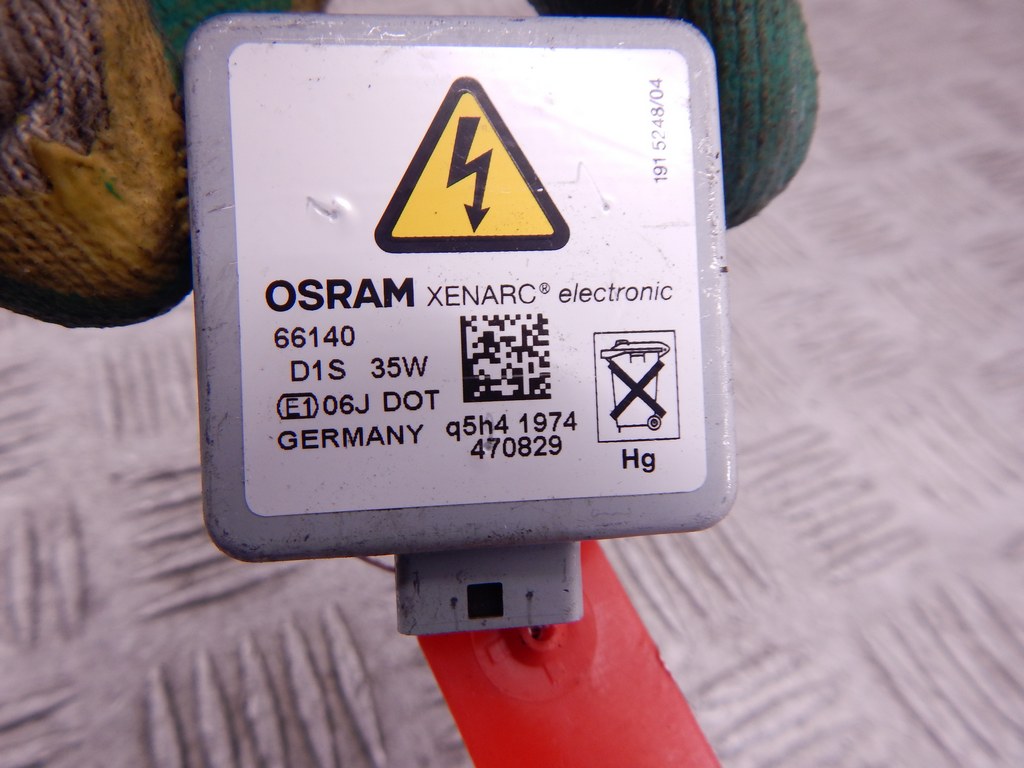 191 5248/04
OSRAM XENARC® electronic
66140
D1S 35W
E1 06J DOT
GERMANY
q5h4 1974
470829
Hg